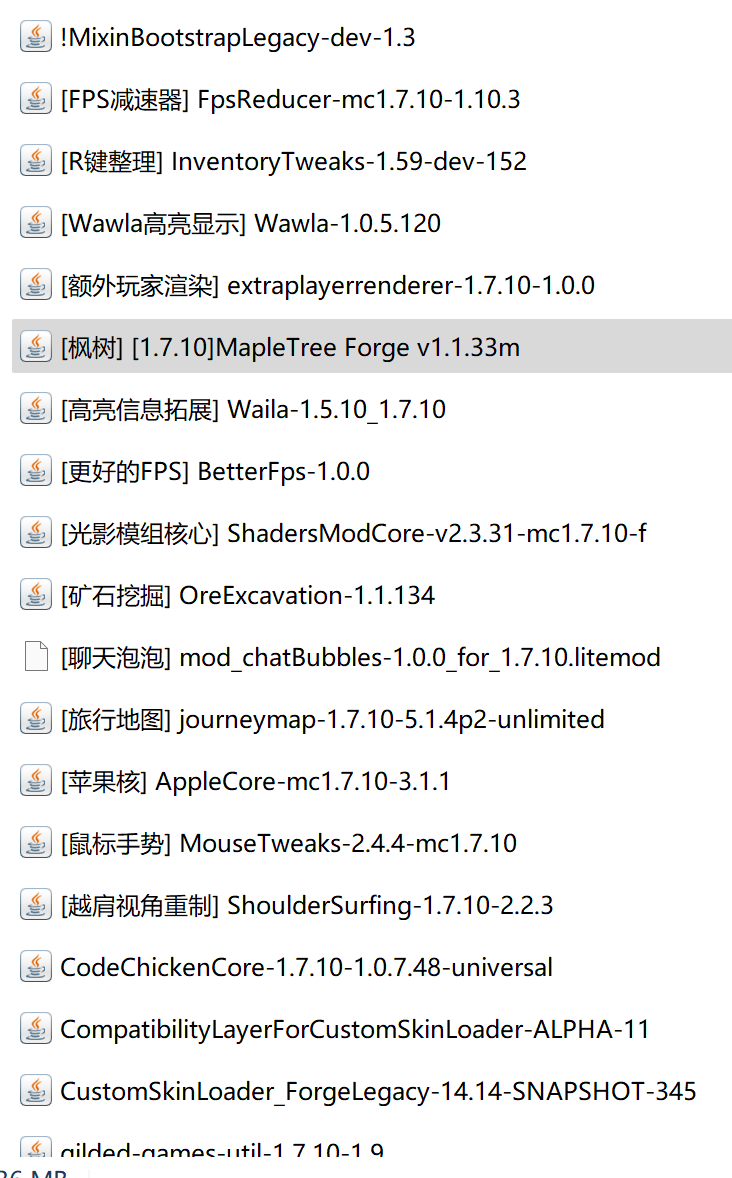 !MixinBootstrapLegacy-dev-1.3
[FPS减速器] FpsReducer-mc1.7.10-1.10.3
[R键整理] InventoryTweaks-1.59-dev-152
[Wawla高亮显示] Wawla-1.0.5.120
[额外玩家渲染] extraplayerrenderer-1.7.10-1.0.0
[枫树] [1.7.10]MapleTree Forge v1.1.33m
[高亮信息拓展] Waila-1.5.10_1.7.10
[更好的FPS] BetterFps-1.0.0
[光影模组核心] ShadersModCore-v2.3.31-mc1.7.10-f
[矿石挖掘] OreExcavation-1.1.134
[聊天泡泡] mod_chatBubbles-1.0.0_for_1.7.10.litemod
[旅行地图] journeymap-1.7.10-5.1.4p2-unlimited
[苹果核] AppleCore-mc1.7.10-3.1.1
[鼠标手势] MouseTweaks-2.4.4-mc1.7.10
[越肩视角重制] ShoulderSurfing-1.7.10-2.2.3
CodeChickenCore-1.7.10-1.0.7.48-universal
CompatibilityLayerForCustomSkinLoader-ALPHA-11
CustomSkinLoader_ForgeLegacy-14.14-SNAPSHOT-345
gilded-games-util-1.7.10-1.9